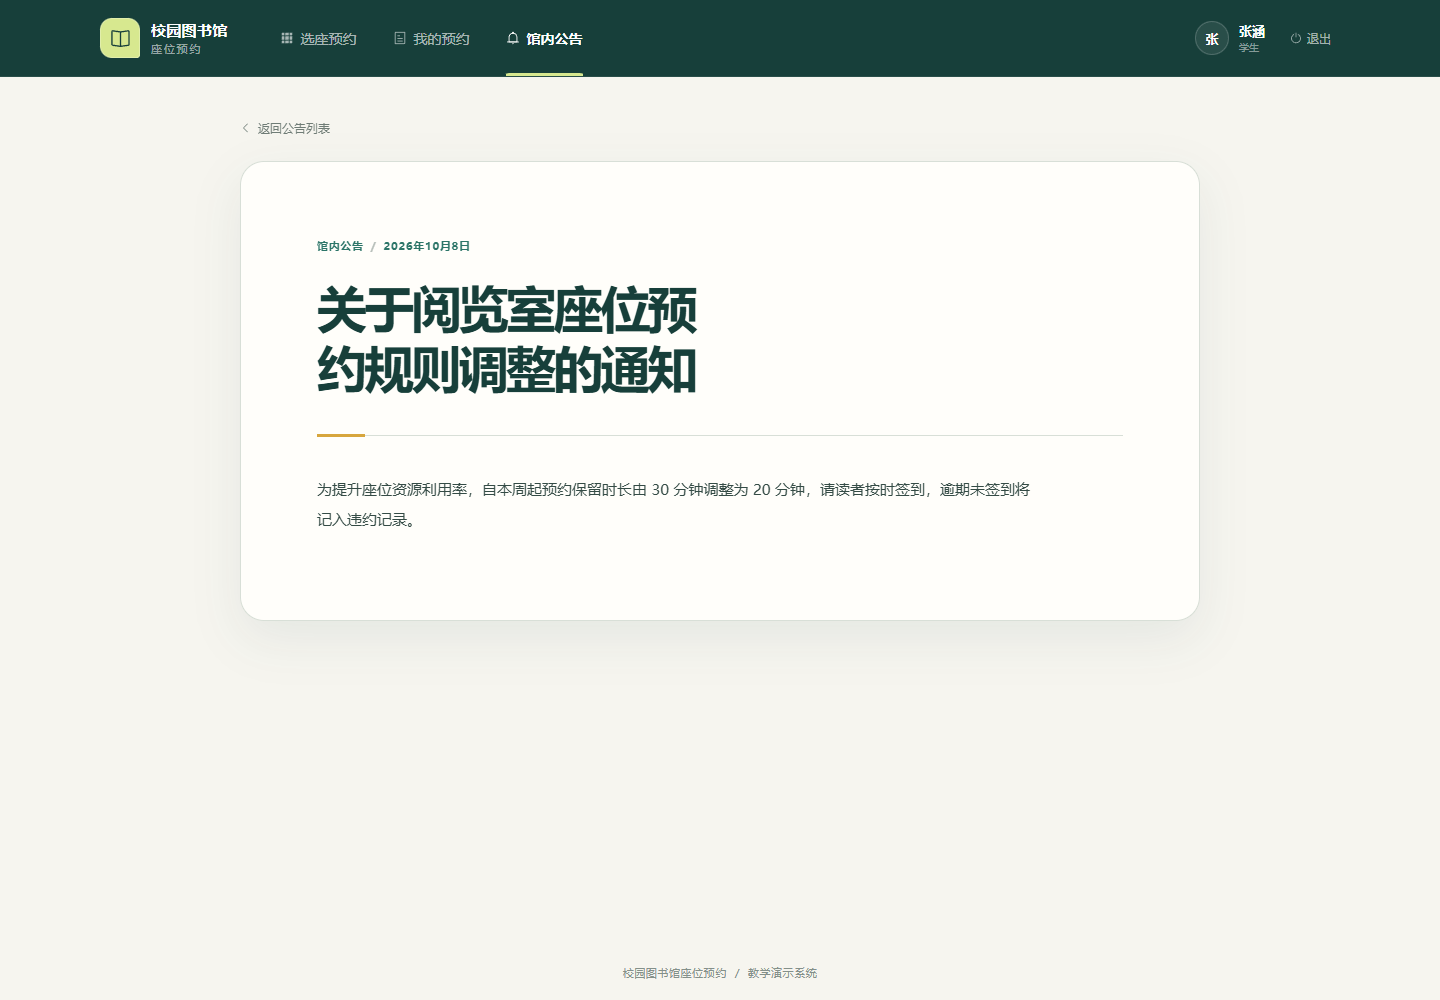 校园图书馆
座位预约
选座预约
我的预约
馆内公告
张
张涵
学生
退出
返回公告列表
馆内公告 / 2026年10月8日
关于阅览室座位预
约规则调整的通知
为提升座位资源利用率，自本周起预约保留时长由 30 分钟调整为 20 分钟，请读者按时签到，逾期未签到将
记入违约记录。
校园图书馆座位预约 / 教学演示系统